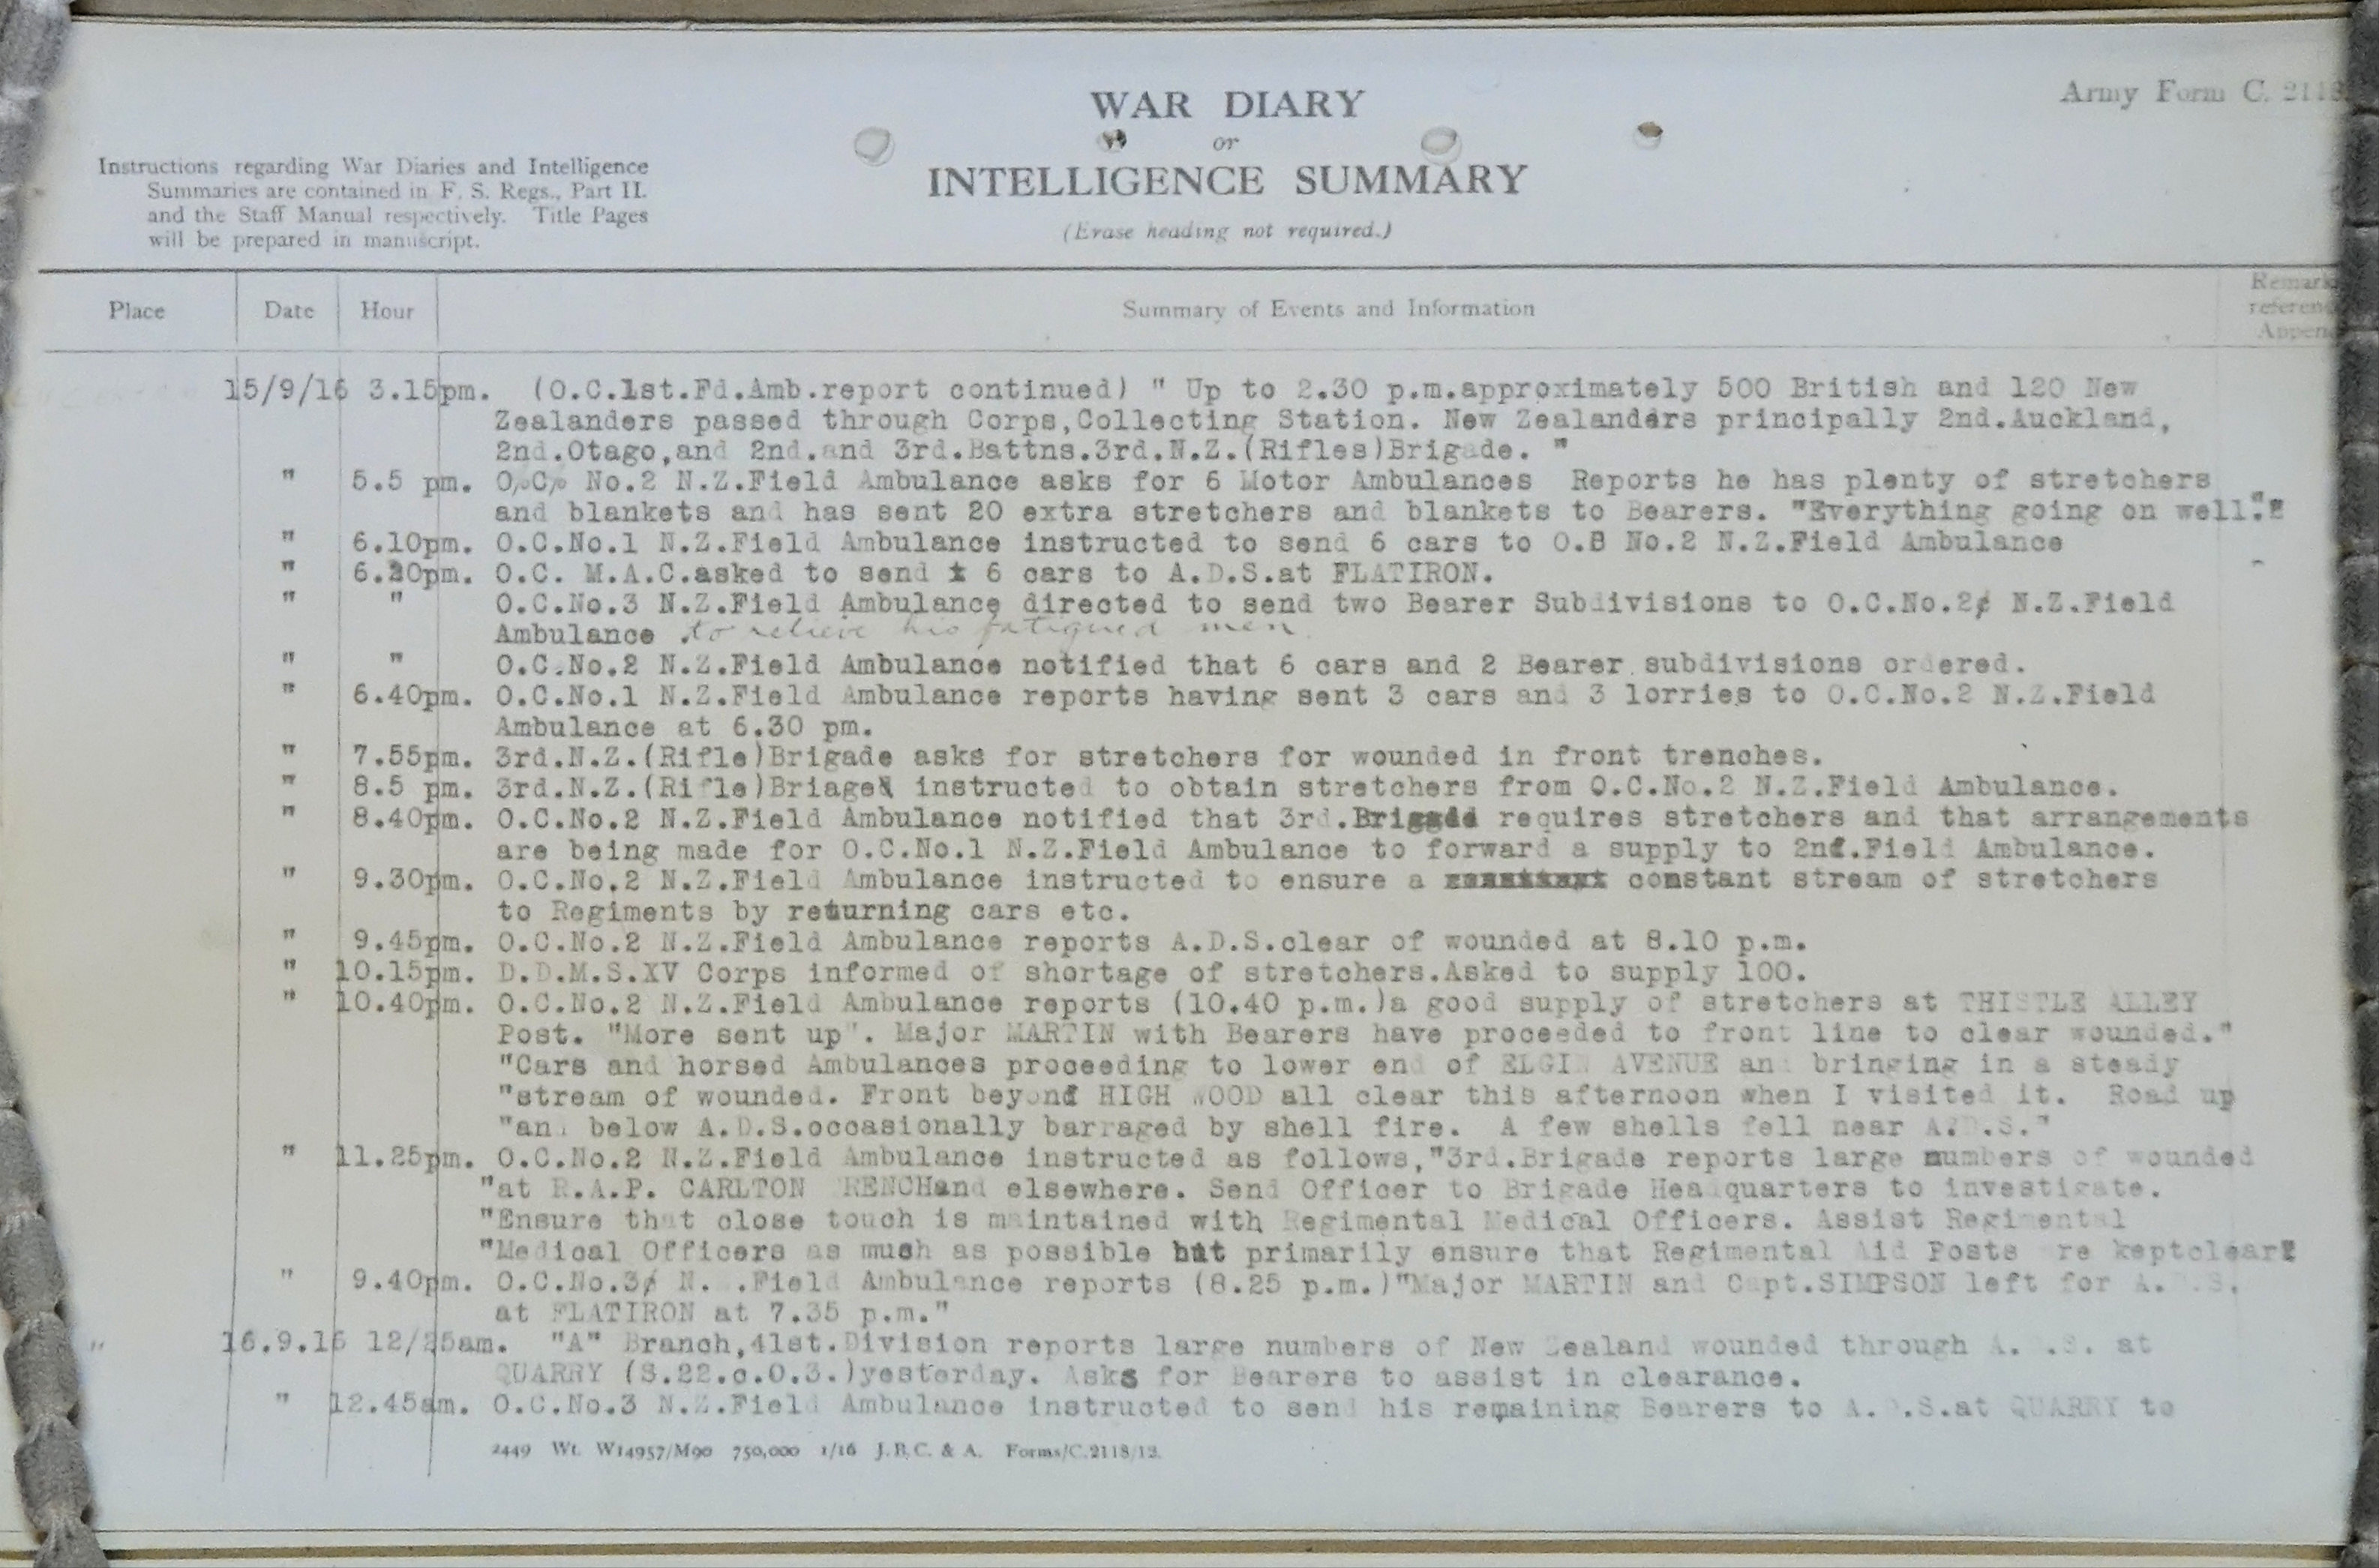 Army Form C. 2118
WAR DIARY
or
INTELLIGENCE SUMMARY
(Erase heading not required.)
Instructions regarding War Diaries and Intelligence
Summaries are contained in F. S. Regs., Part II.
and the Staff Manual respectively. Title Pages
will be prepared in manuscript.
Place Date Hour Summary of Events and Information
15/9/16 3.15pm. (O.C.1st.Fd.Amb.report continued) " Up to 2.30 p.m.approximately 500 British and 120 New
Zealanders passed through Corps,Collecting Station. New Zealanders principally 2nd.Auckland,
2nd.Otago,and 2nd.and 3rd.Battns.3rd.N.Z.(Rifles)Brigade. "
" 5.5 pm. O.C. No.2 N.Z.Field Ambulance asks for 6 Motor Ambulances Reports he has plenty of stretchers
and blankets and has sent 20 extra stretchers and blankets to Bearers. "Everything going on well."
" 6.10pm. O.C.No.1 N.Z.Field Ambulance instructed to send 6 cars to O.B No.2 N.Z.Field Ambulance
" 6.20pm. O.C. M.A.C.asked to send 6 cars to A.D.S.at FLATIRON.
" " O.C.No.3 N.Z.Field Ambulance directed to send two Bearer Subdivisions to O.C.No.2 N.Z.Field
Ambulance .to relieve his fatigued men
" " O.C.No.2 N.Z.Field Ambulance notified that 6 cars and 2 Bearer subdivisions ordered.
" 6.40pm. O.C.No.1 N.Z.Field Ambulance reports having sent 3 cars and 3 lorries to O.C.No.2 N.Z.Field
Ambulance at 6.30 pm.
" 7.55pm. 3rd.N.Z.(Rifle)Brigade asks for stretchers for wounded in front trenches.
" 8.5 pm. 3rd.N.Z.(Rifle)Briage instructed to obtain stretchers from O.C.No.2 N.Z.Field Ambulance.
" 8.40pm. O.C.No.2 N.Z.Field Ambulance notified that 3rd.Brigade requires stretchers and that arrangements
are being made for O.C.No.1 N.Z.Field Ambulance to forward a supply to 2nd.Field Ambulance.
" 9.30pm. O.C.No.2 N.Z.Field Ambulance instructed to ensure a constant stream of stretchers
to Regiments by returning cars etc.
" 9.45pm. O.C.No.2 N.Z.Field Ambulance reports A.D.S.clear of wounded at 8.10 p.m.
" 10.15pm. D.D.M.S.XV Corps informed of shortage of stretchers.Asked to supply 100.
" 10.40pm. O.C.No.2 N.Z.Field Ambulance reports (10.40 p.m.)a good supply of stretchers at THISTLE ALLEY
Post. "More sent up". Major MARTIN with Bearers have proceeded to front line to clear wounded."
"Cars and horsed Ambulances proceeding to lower end of ELGIN AVENUE and bringing in a steady
"stream of wounded. Front beyond HIGH WOOD all clear this afternoon when I visited it. Road up
"and below A.D.S.occasionally barraged by shell fire. A few shells fell near A.D.S."
" 11.25pm. O.C.No.2 N.Z.Field Ambulance instructed as follows,"3rd.Brigade reports large numbers of wounded
"at R.A.P. CARLTON TRENCHand elsewhere. Send Officer to Brigade Headquarters to investigate.
"Ensure that close touch is maintained with Regimental Medical Officers. Assist Regimental
"Medical Officers as much as possible but primarily ensure that Regimental Aid Posts are keptclear"
" 9.40pm. O.C.No.3 N.Z.Field Ambulance reports (8.25 p.m.)"Major MARTIN and Capt.SIMPSON left for A.D.S.
at FLATIRON at 7.35 p.m."
" 16.9.16 12/25am. "A" Branch,41st.Division reports large numbers of New Zealand wounded through A.D.S. at
QUARRY (S.22.c.0.3.)yesterday. Asks for Bearers to assist in clearance.
" 12.45am. O.C.No.3 N.Z.Field Ambulance instructed to send his remaining Bearers to A.D.S.at QUARRY to
2449 Wt. W14957/M90 750,000 1/16 J.B.C. & A. Forms/C.2118/12.